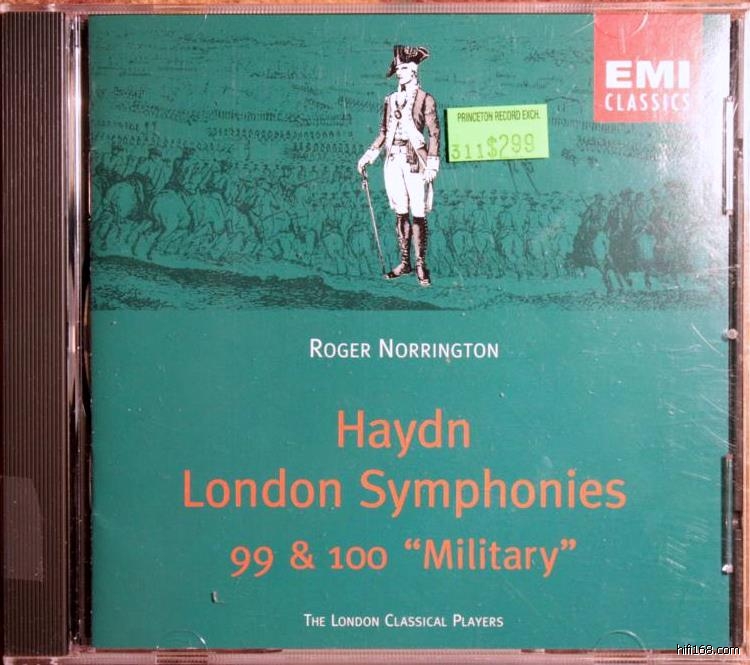 EMI
CLASSICS
PRINCETON RECORD EXCH.
311$299
ROGER NORRINGTON
Haydn
London Symphonies
99 & 100 “Military”
THE LONDON CLASSICAL PLAYERS
hifi168.com